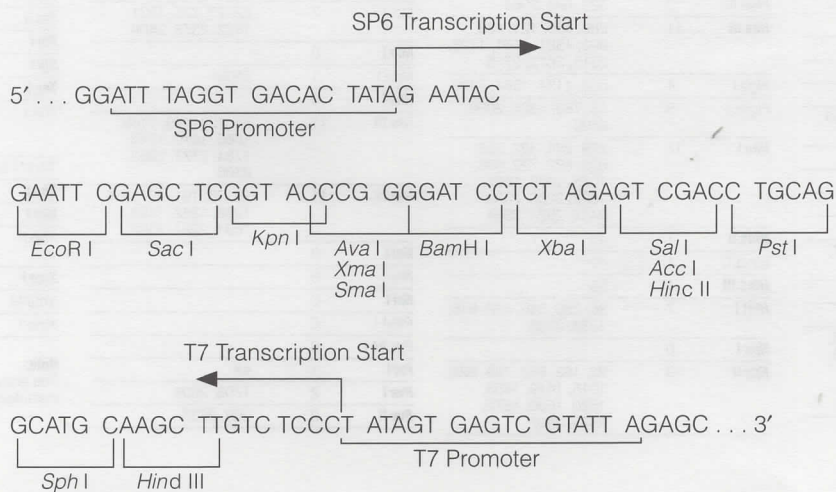 SP6 Transcription Start
5′ . . . GGATT TAGGT GACAC TATAG AATAC
SP6 Promoter
GAATT CGAGC TCGGT ACCCG GGGAT CCTCT AGAGT CGACC TGCAG
EcoR I Sac I Kpn I Ava I BamH I Xba I Sal I Pst I
Xma I Acc I
Sma I Hinc II
T7 Transcription Start
GCATG CAAGC TTGTC TCCCT ATAGT GAGTC GTATTA GAGC . . . 3′
T7 Promoter
Sph I Hind III